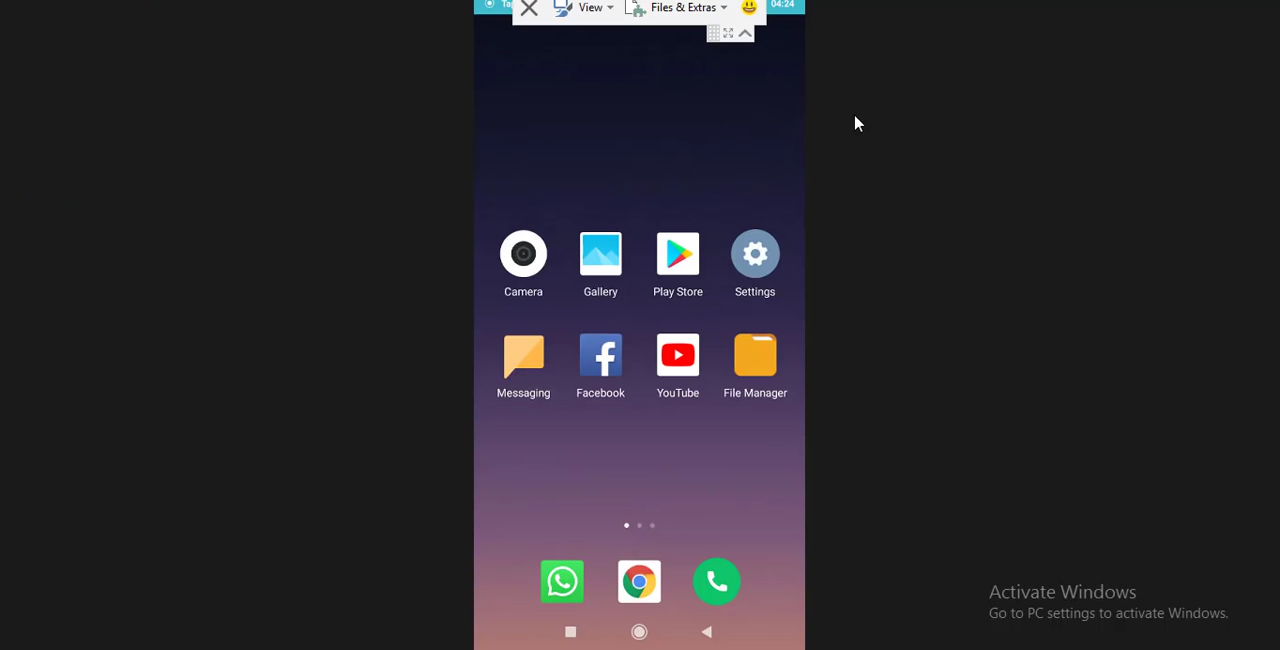 View Files & Extras 04:24
Camera Gallery Play Store Settings
Messaging Facebook YouTube File Manager
Activate Windows
Go to PC settings to activate Windows.